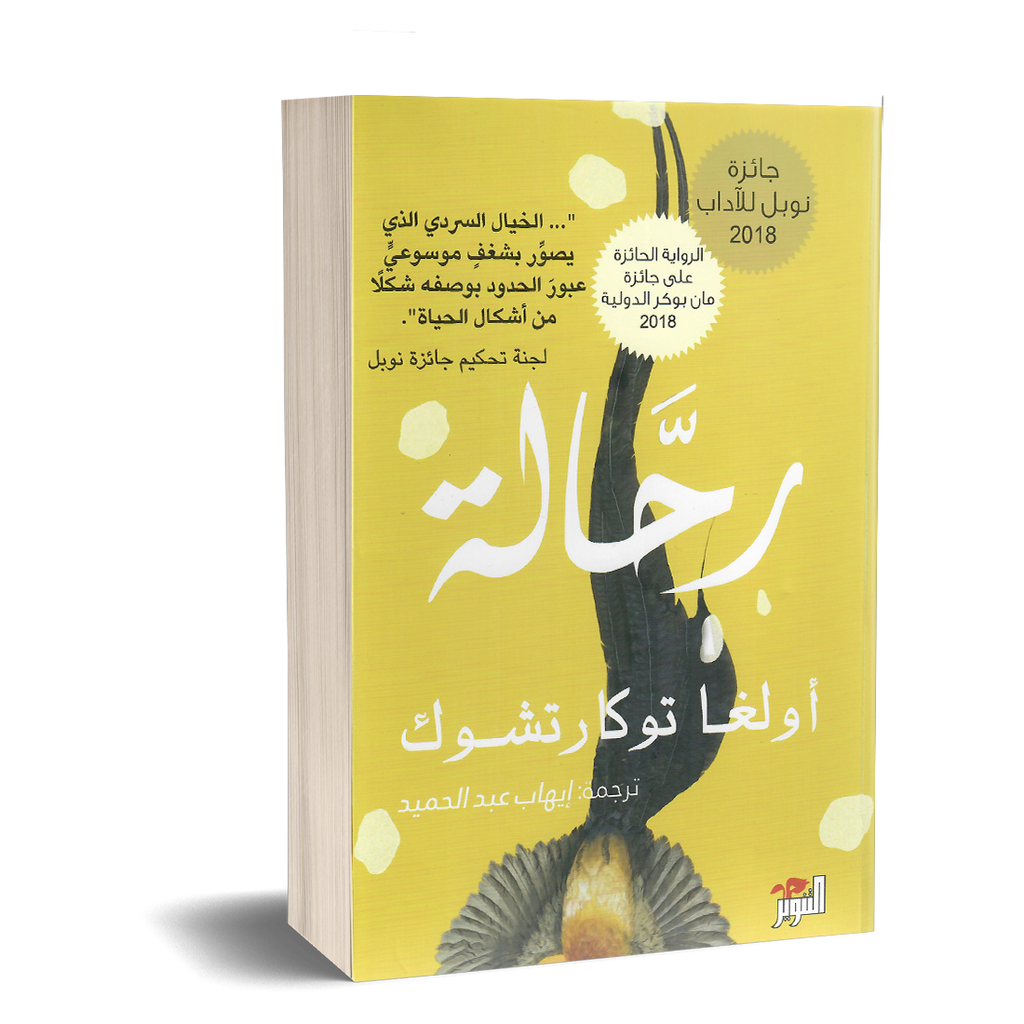 جائزة
نوبل للآداب
2018
"... الخيال السردي الذي
يصوِّر بشغفٍ موسوعيٍّ
عبورَ الحدود بوصفه شكلًا
من أشكال الحياة".
لجنة تحكيم جائزة نوبل
الرواية الحائزة
على جائزة
مان بوكر الدولية
2018
رحَّالة
أولغا توكارتشوك
ترجمة: إيهاب عبد الحميد
التنوير